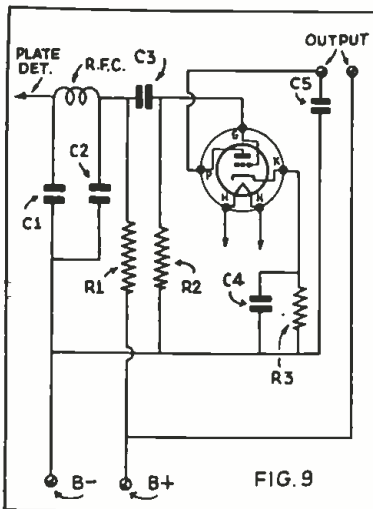 PLATE DET.
R.F.C.
C3
OUTPUT
C5
C2
C1
G
P
K
H H
R1
R2
C4
R3
B-
B+
FIG. 9